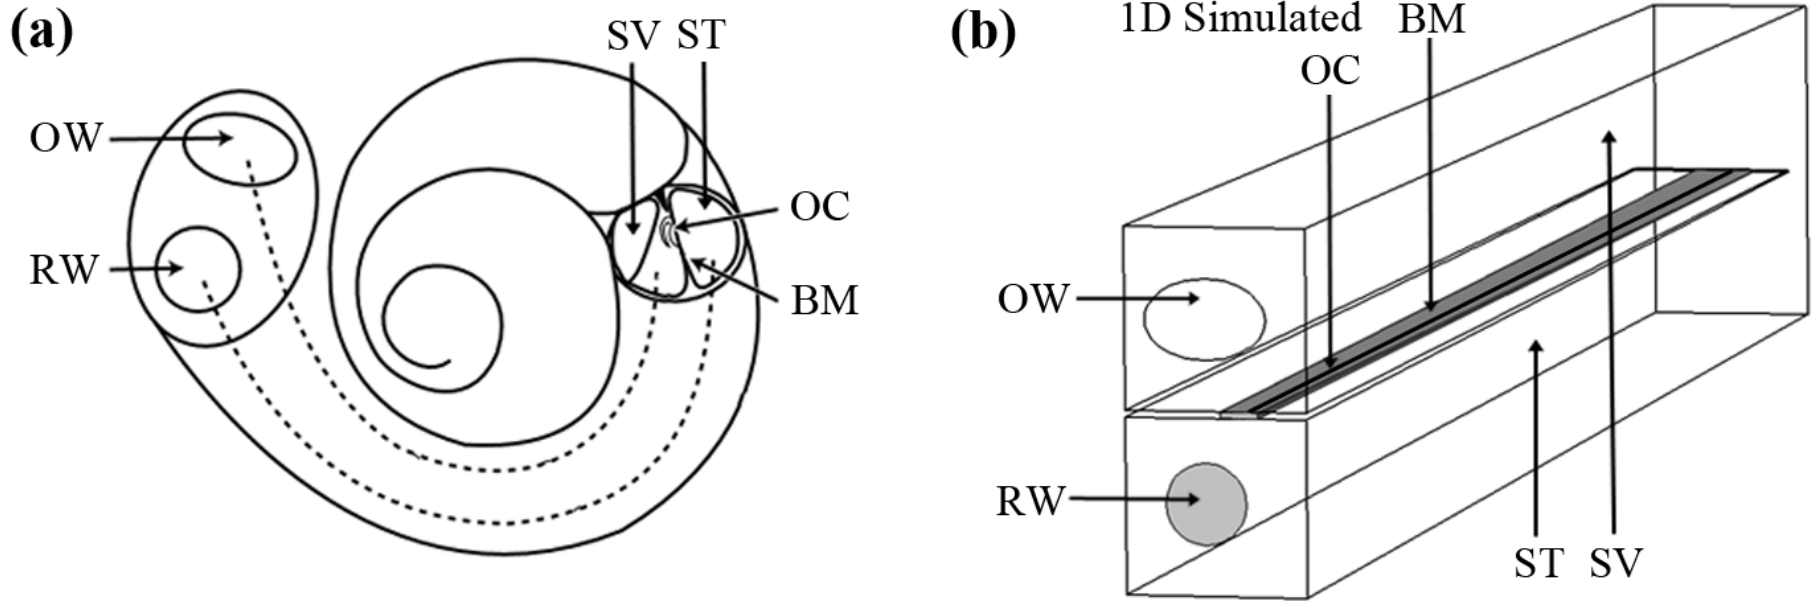 (a)
SV ST
OW
RW
OC
BM
(b)
1D Simulated
OC
BM
OW
RW
ST SV